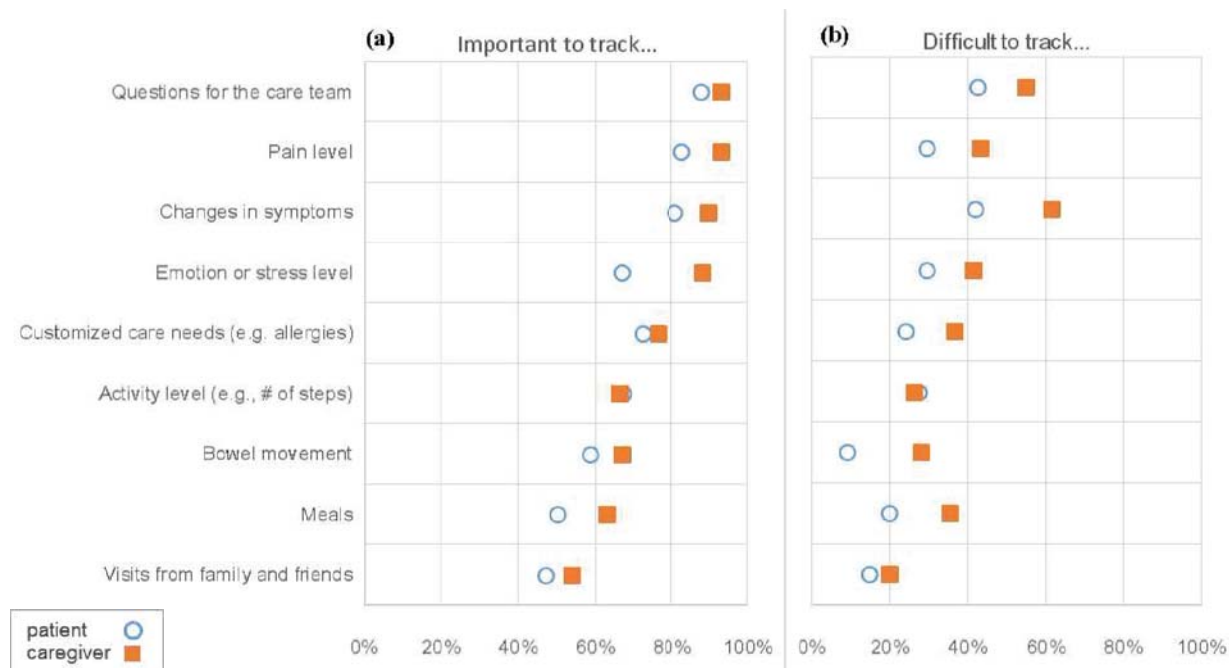 (a)
Important to track...
(b)
Difficult to track...
Questions for the care team
Pain level
Changes in symptoms
Emotion or stress level
Customized care needs (e.g. allergies)
Activity level (e.g., # of steps)
Bowel movement
Meals
Visits from family and friends
patient
caregiver
0% 20% 40% 60% 80% 100%
0% 20% 40% 60% 80% 100%